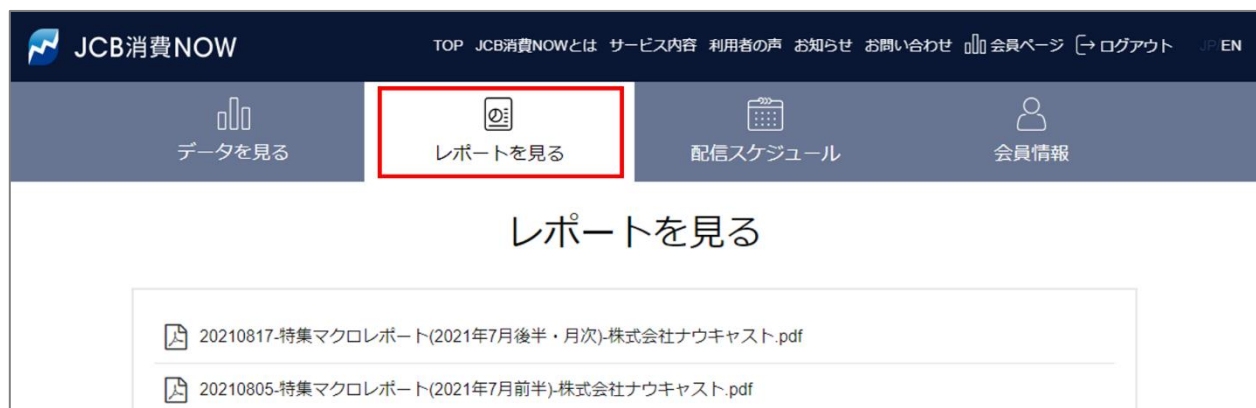 JCB消費NOW TOP JCB消費NOWとは サービス内容 利用者の声 お知らせ お問い合わせ 会員ページ ログアウト JP/EN
データを見る レポートを見る 配信スケジュール 会員情報
レポートを見る
20210817-特集マクロレポート(2021年7月後半・月次)-株式会社ナウキャスト.pdf
20210805-特集マクロレポート(2021年7月前半)-株式会社ナウキャスト.pdf